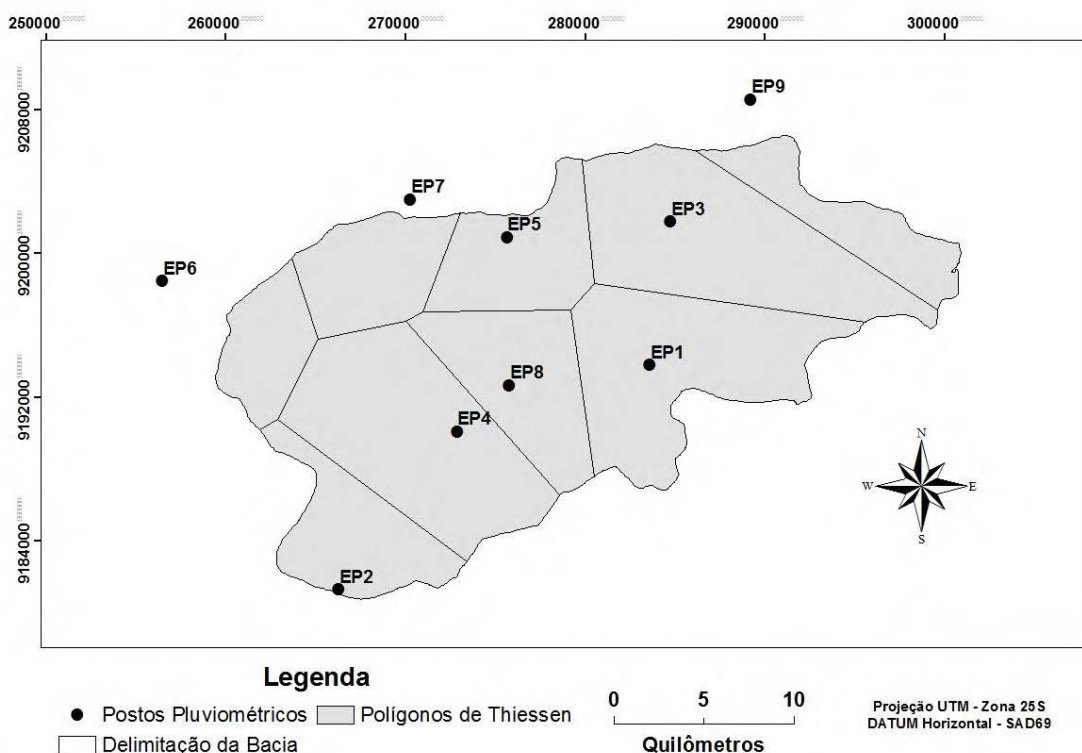 250000 260000 270000 280000 290000 300000
9208000
EP9
EP7
EP3
EP5
9200000
EP6
EP1
EP8
9192000
EP4
N
W E
S
9184000
EP2
Legenda
Postos Pluviométricos Polígonos de Thiessen
Delimitação da Bacia
0 5 10
Quilômetros
Projeção UTM - Zona 25S
DATUM Horizontal - SAD69